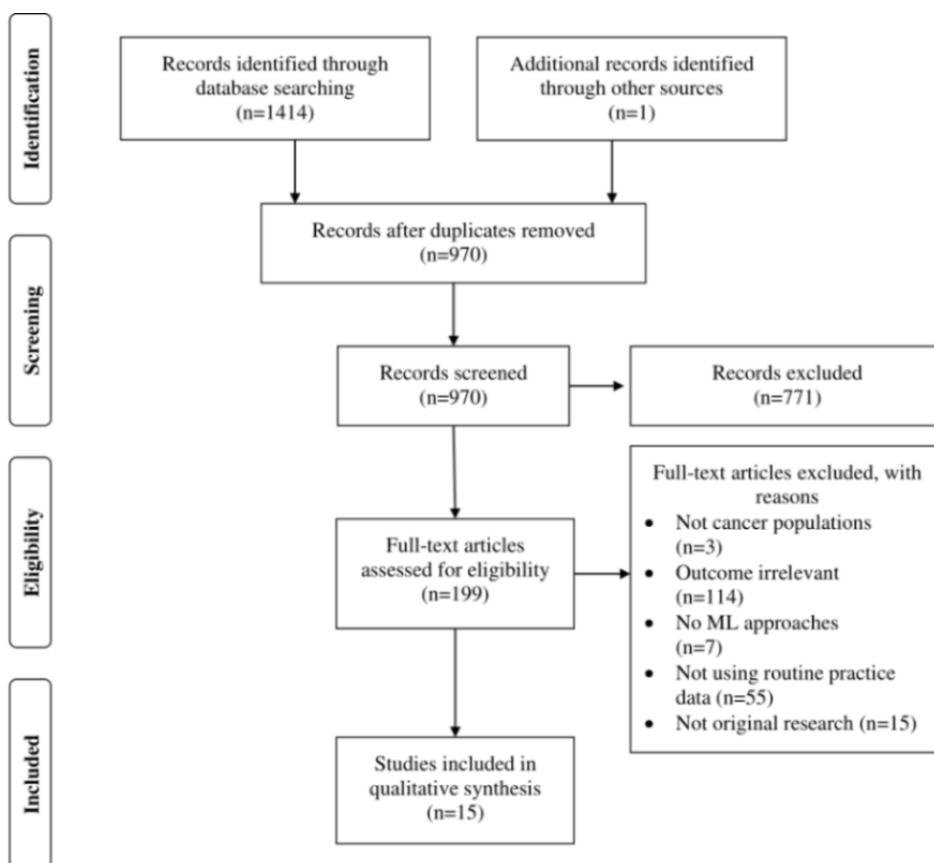 Identification
Records identified through
database searching
(n=1414)
Additional records identified
through other sources
(n=1)
Records after duplicates removed
(n=970)
Screening
Records screened
(n=970)
Records excluded
(n=771)
Eligibility
Full-text articles
assessed for eligibility
(n=199)
Full-text articles excluded, with
reasons
• Not cancer populations
(n=3)
• Outcome irrelevant
(n=114)
• No ML approaches
(n=7)
• Not using routine practice
data (n=55)
• Not original research (n=15)
Included
Studies included in
qualitative synthesis
(n=15)